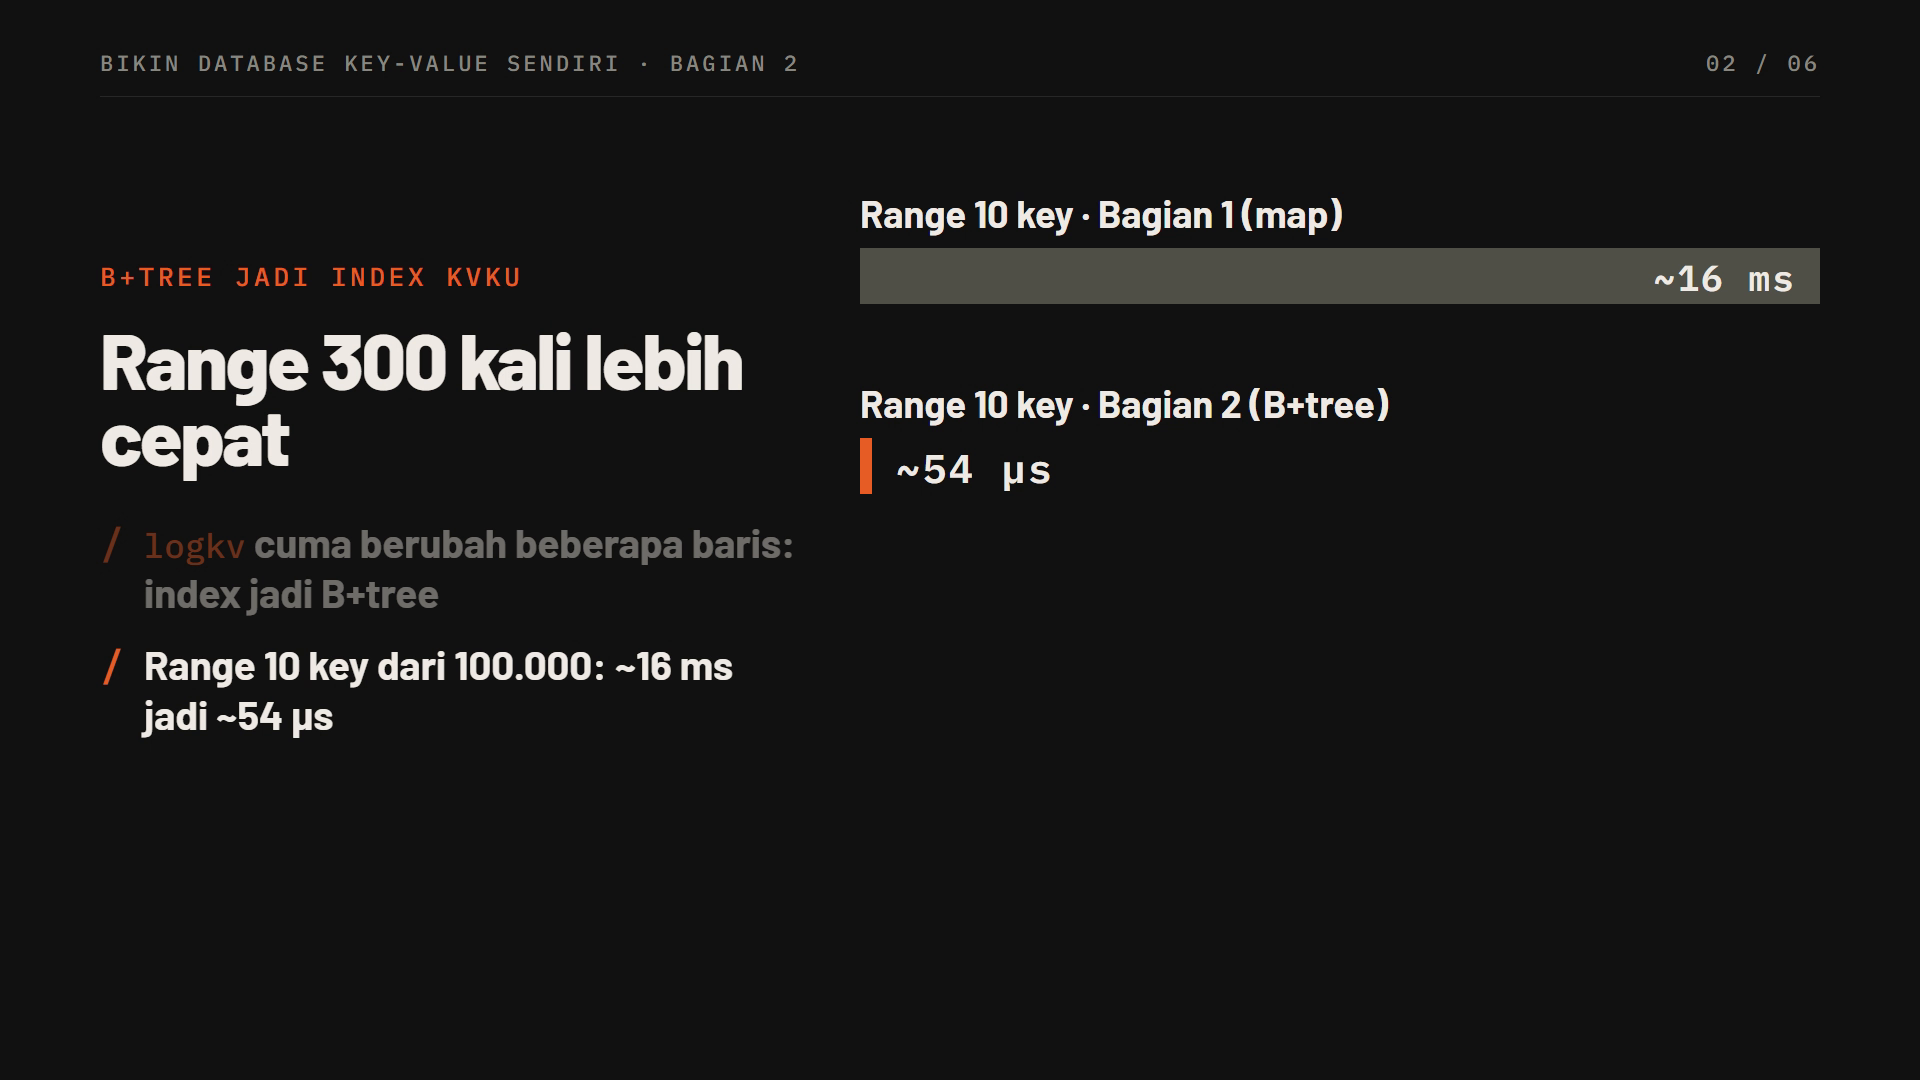 BIKIN DATABASE KEY-VALUE SENDIRI · BAGIAN 2
02 / 06
B+TREE JADI INDEX KVKU
Range 300 kali lebih
cepat
/ logkv cuma berubah beberapa baris:
index jadi B+tree
/ Range 10 key dari 100.000: ~16 ms
jadi ~54 µs
Range 10 key · Bagian 1 (map)
~16 ms
Range 10 key · Bagian 2 (B+tree)
~54 µs